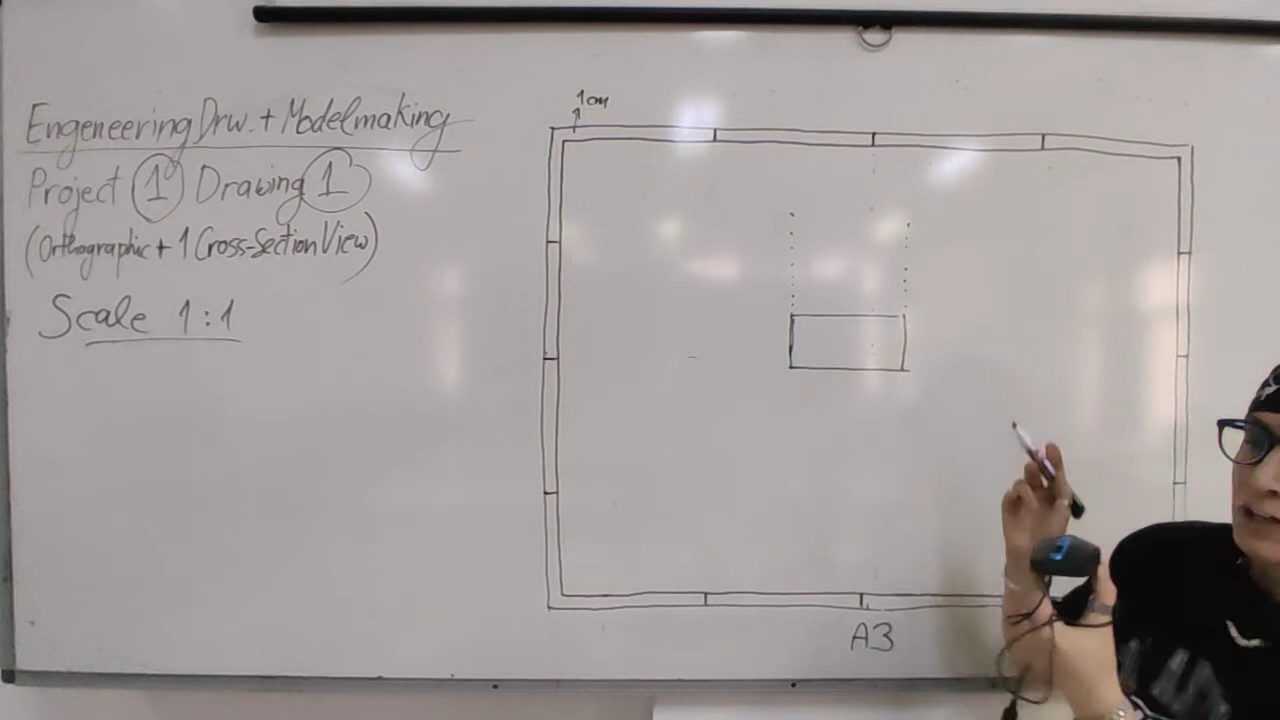 Engeneering Drw. + Modelmaking
Project 1 Drawing 1
(Orthographic + 1 Cross-Section View)
Scale 1:1
1cm
A3